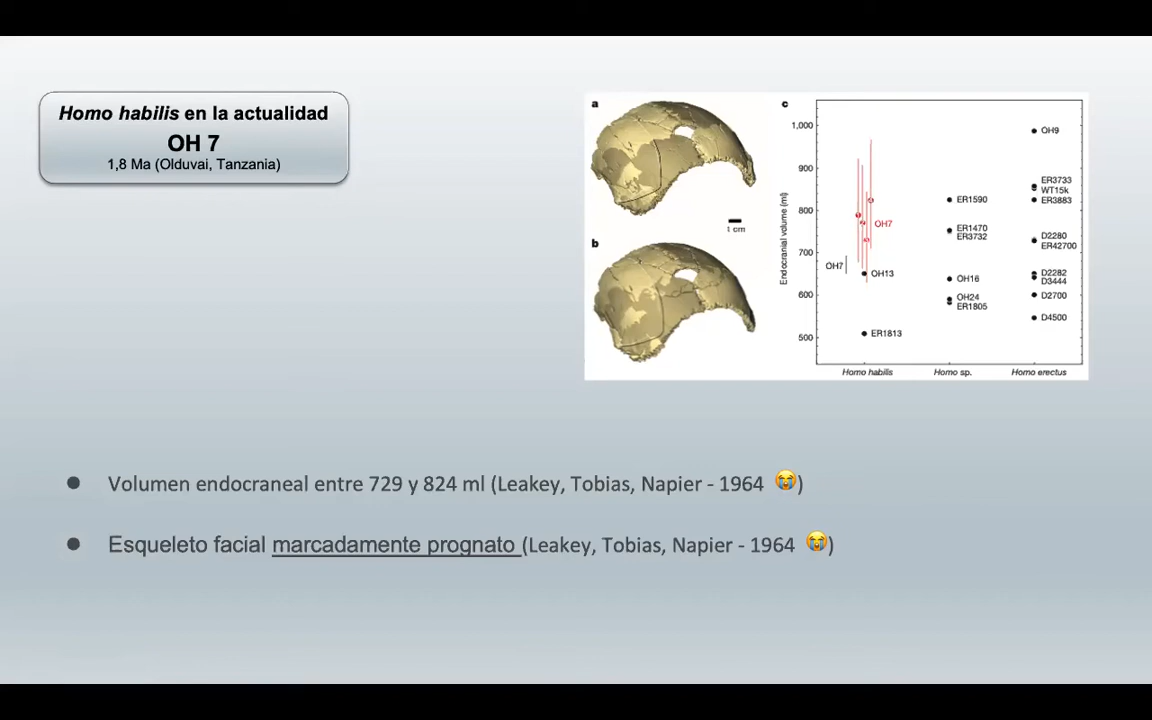 Homo habilis en la actualidad
OH 7
1,8 Ma (Olduvai, Tanzania)
a
b
1 cm
c
Endocranial volume (ml)
1,000
900
800
700
600
500
OH7
OH7
OH13
ER1813
ER1590
ER1470
ER3732
OH16
OH24
ER1805
OH9
ER3733
WT15k
ER3883
D2280
ER42700
D2282
D3444
D2700
D4500
Homo habilis
Homo sp.
Homo erectus
● Volumen endocraneal entre 729 y 824 ml (Leakey, Tobias, Napier - 1964 😭)
● Esqueleto facial marcadamente prognato (Leakey, Tobias, Napier - 1964 😭)